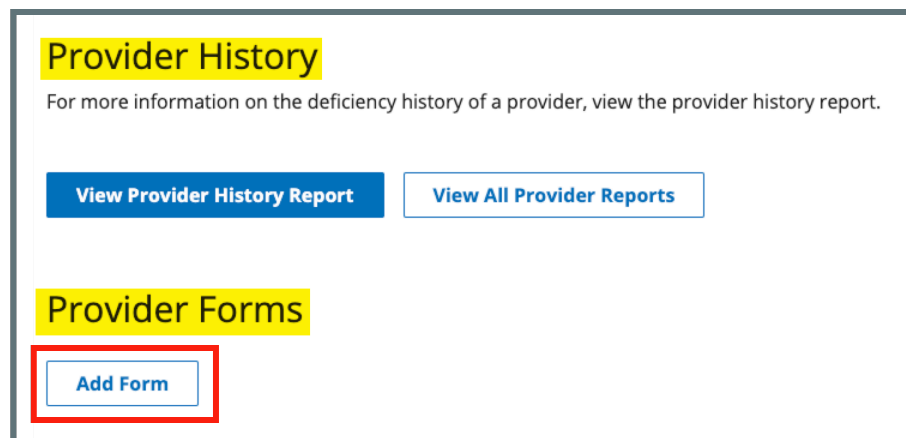 Provider History
For more information on the deficiency history of a provider, view the provider history report.
View Provider History Report
View All Provider Reports
Provider Forms
Add Form